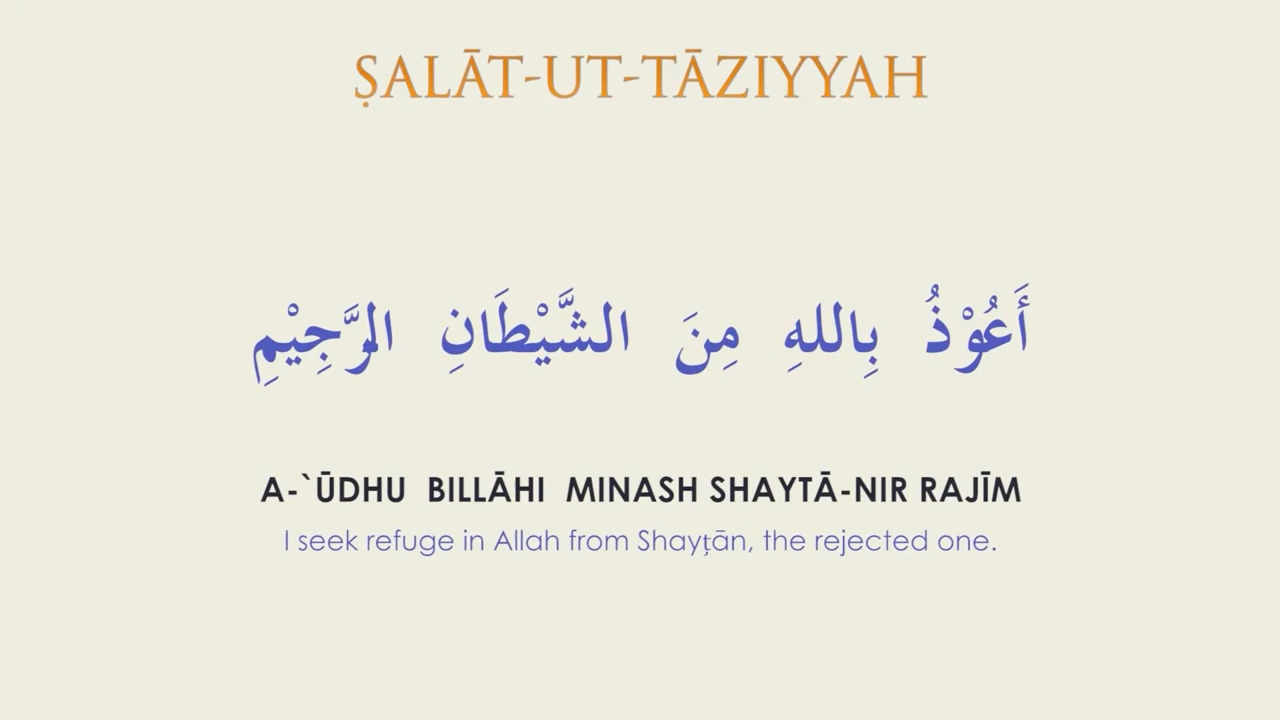 ṢALĀT-UT-TĀZIYYAH
أَعُوْذُ بِاللهِ مِنَ الشَّيْطَانِ الرَّجِيْمِ
A-`ŪDHU BILLĀHI MINASH SHAYTĀ-NIR RAJĪM
I seek refuge in Allah from Shayṭān, the rejected one.